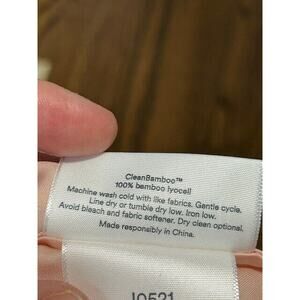 CleanBamboo™
100% bamboo lyocell
Machine wash cold with like fabrics. Gentle cycle.
Line dry or tumble dry low. Iron low.
Avoid bleach and fabric softener. Dry clean optional.
Made responsibly in China.